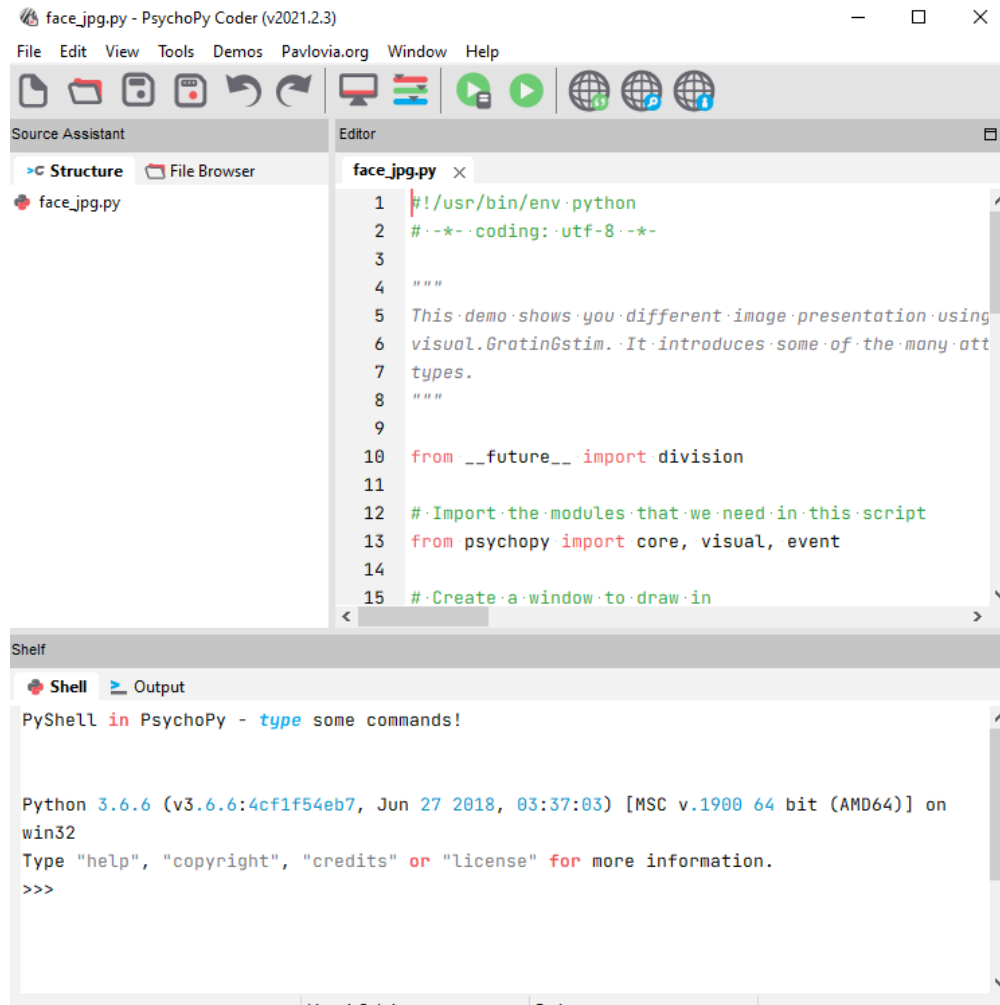 face_jpg.py - PsychoPy Coder (v2021.2.3)
File Edit View Tools Demos Pavlovia.org Window Help
Source Assistant
Structure File Browser
face_jpg.py
Editor
face_jpg.py
1 #!/usr/bin/env python
2 # -*- coding: utf-8 -*-
3
4 """
5 This demo shows you different image presentation using
6 visual.GratinGstim. It introduces some of the many att
7 types.
8 """
9
10 from __future__ import division
11
12 # Import the modules that we need in this script
13 from psychopy import core, visual, event
14
15 # Create a window to draw in
Shelf
Shell Output
PyShell in PsychoPy - type some commands!
Python 3.6.6 (v3.6.6:4cf1f54eb7, Jun 27 2018, 03:37:03) [MSC v.1900 64 bit (AMD64)] on
win32
Type "help", "copyright", "credits" or "license" for more information.
>>>